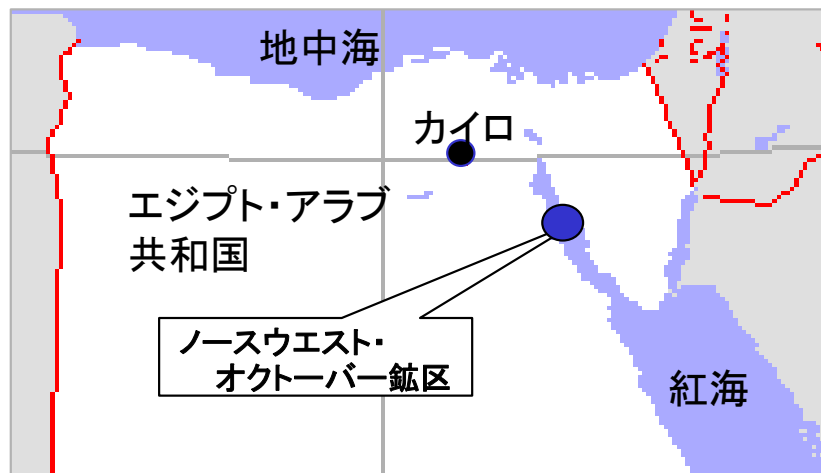 地中海
カイロ
エジプト・アラブ
共和国
ノースウエスト・
オクトーバー鉱区
紅海